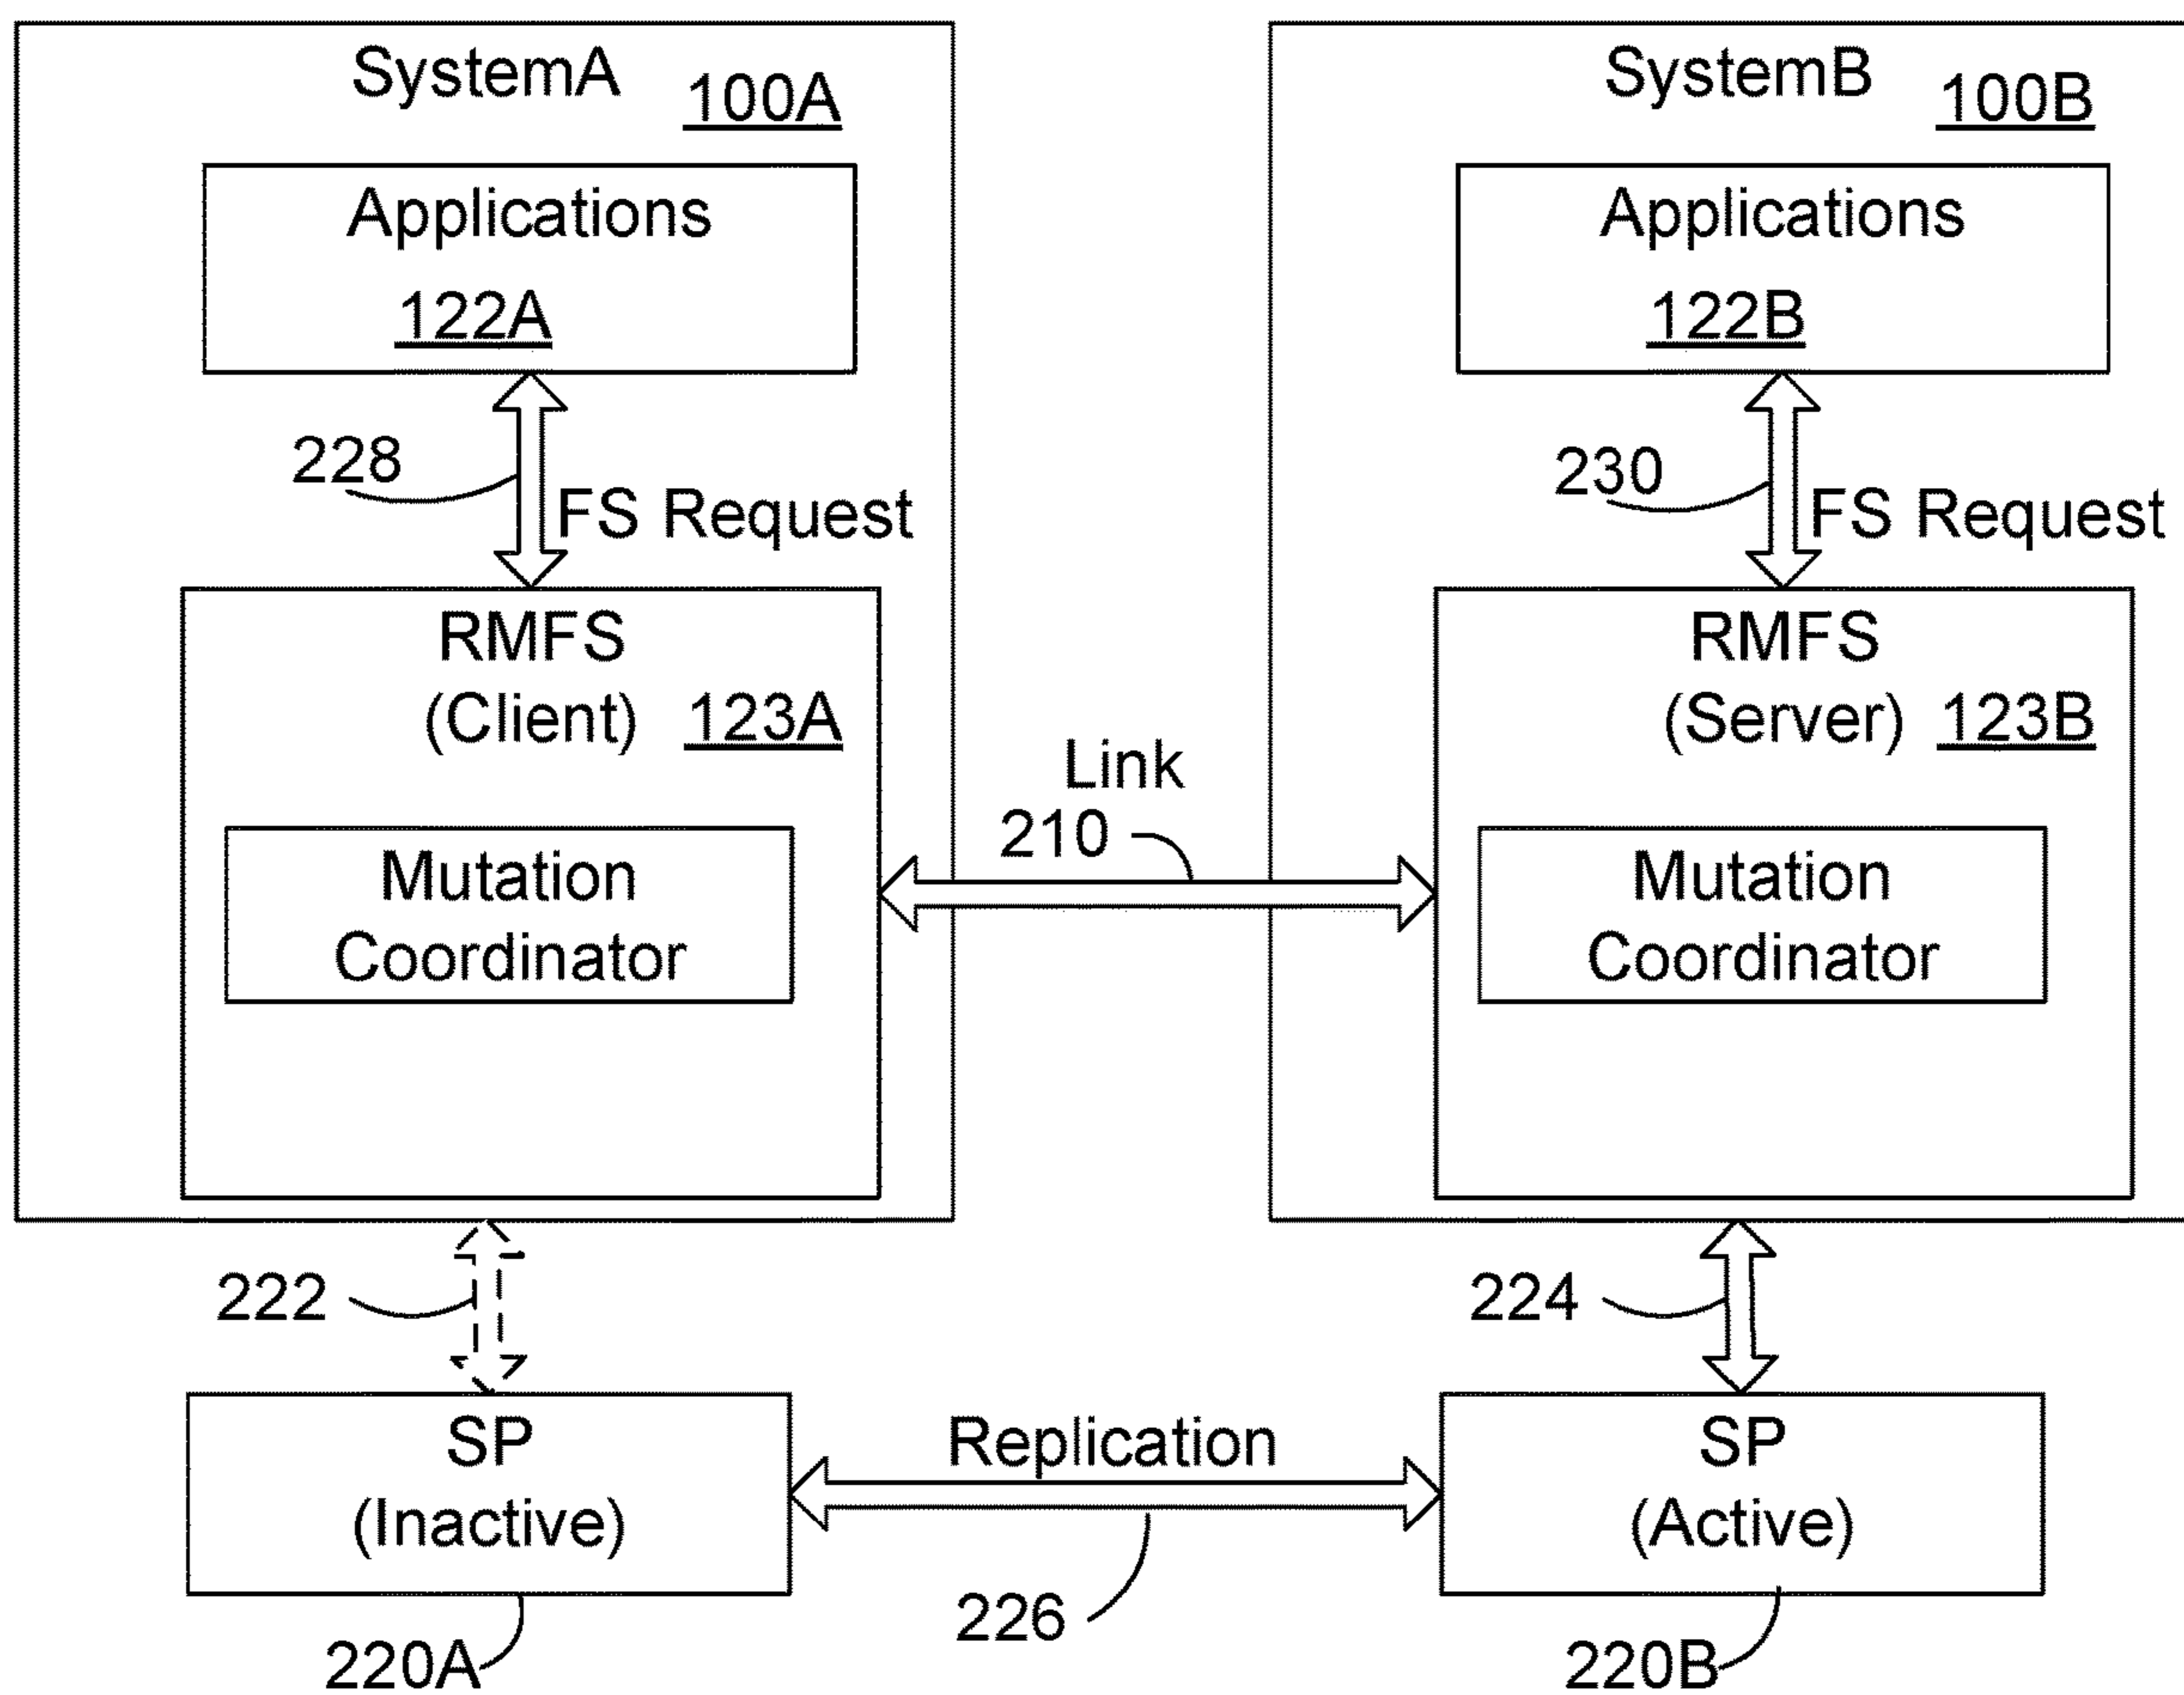 SystemA
100A
Applications
122A
228
FS Request
RMFS
(Client)
123A
Mutation
Coordinator
Link
210
SystemB
100B
Applications
122B
230
FS Request
RMFS
(Server)
123B
Mutation
Coordinator
222
224
SP
(Inactive)
Replication
SP
(Active)
226
220A
220B